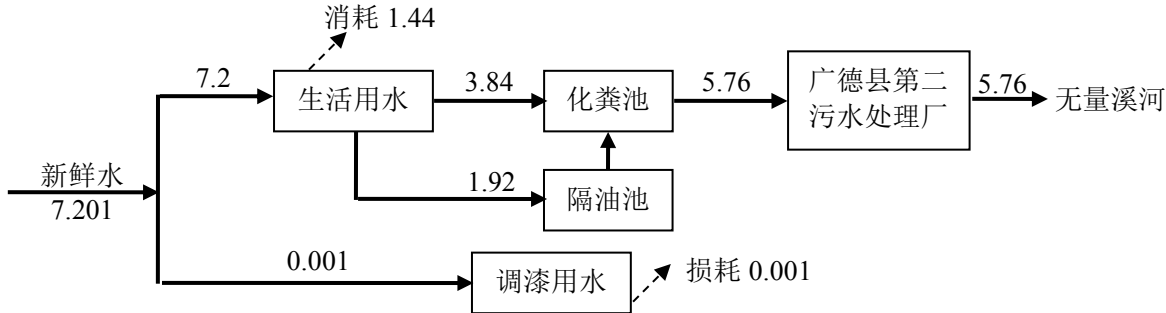 消耗 1.44
7.2
生活用水
3.84
化粪池
5.76
广德县第二
污水处理厂
5.76
无量溪河
新鲜水
7.201
1.92
隔油池
0.001
调漆用水
损耗 0.001